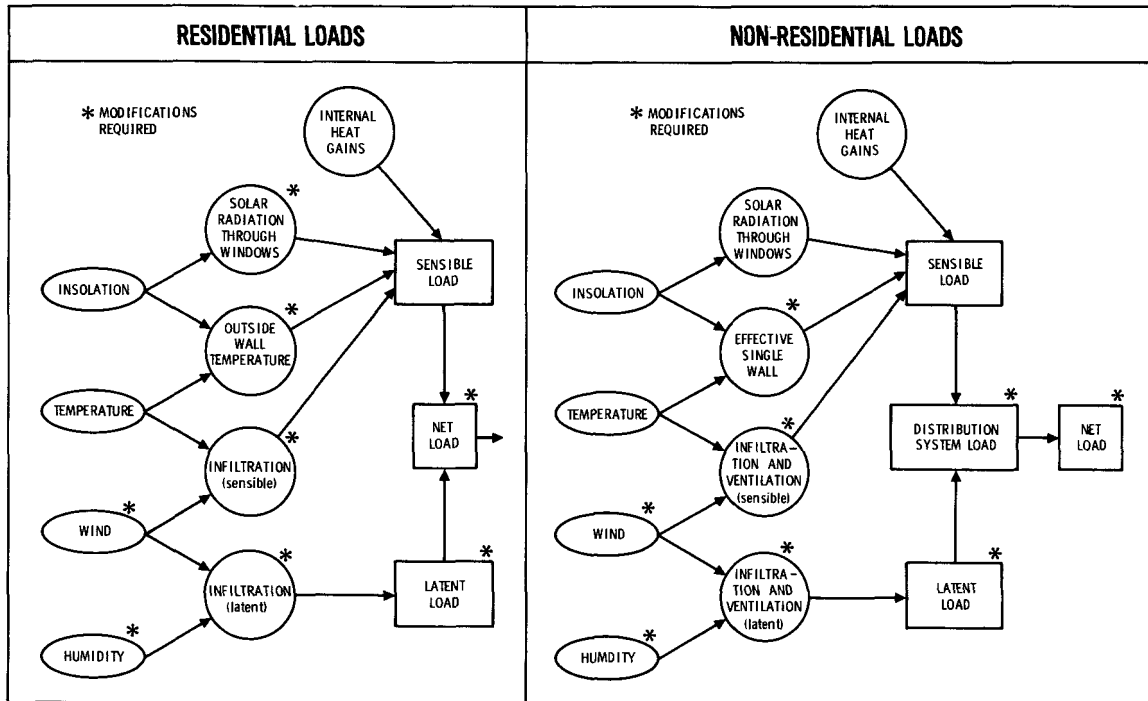 RESIDENTIAL LOADS
* MODIFICATIONS
REQUIRED
INTERNAL
HEAT
GAINS
*
SOLAR
RADIATION
THROUGH
WINDOWS
SENSIBLE
LOAD
INSOLATION
*
OUTSIDE
WALL
TEMPERATURE
TEMPERATURE
*
NET
LOAD
*
INFILTRATION
(sensible)
*
WIND
*
INFILTRATION
(latent)
*
LATENT
LOAD
*
HUMIDITY
NON-RESIDENTIAL LOADS
* MODIFICATIONS
REQUIRED
INTERNAL
HEAT
GAINS
SOLAR
RADIATION
THROUGH
WINDOWS
SENSIBLE
LOAD
INSOLATION
*
EFFECTIVE
SINGLE
WALL
TEMPERATURE
*
DISTRIBUTION
SYSTEM LOAD
*
NET
LOAD
*
INFILTRA-
TION AND
VENTILATION
(sensible)
*
WIND
*
INFILTRA-
TION AND
VENTILATION
(latent)
*
LATENT
LOAD
*
HUMDITY